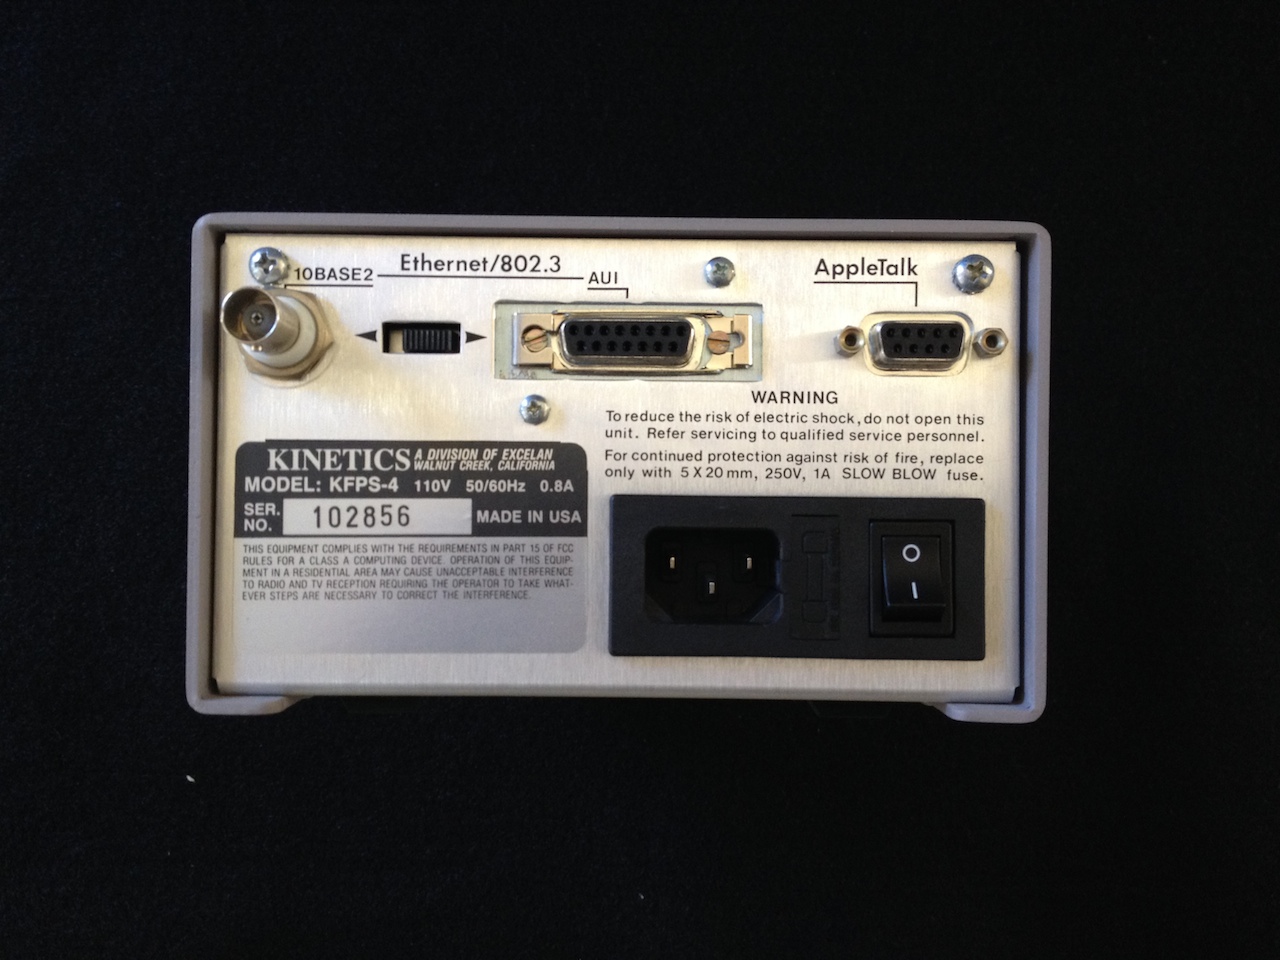 10BASE2
Ethernet/802.3
AUI
AppleTalk
WARNING
To reduce the risk of electric shock, do not open this
unit. Refer servicing to qualified service personnel.
For continued protection against risk of fire, replace
only with 5 X 20 mm, 250V, 1A SLOW BLOW fuse.
KINETICS A DIVISION OF EXCELAN
WALNUT CREEK, CALIFORNIA
MODEL: KFPS-4 110V 50/60Hz 0.8A
SER.
NO. 102856 MADE IN USA
THIS EQUIPMENT COMPLIES WITH THE REQUIREMENTS IN PART 15 OF FCC
RULES FOR A CLASS A COMPUTING DEVICE. OPERATION OF THIS EQUIP-
MENT IN A RESIDENTIAL AREA MAY CAUSE UNACCEPTABLE INTERFERENCE
TO RADIO AND TV RECEPTION REQUIRING THE OPERATOR TO TAKE WHAT-
EVER STEPS ARE NECESSARY TO CORRECT THE INTERFERENCE.
O
I